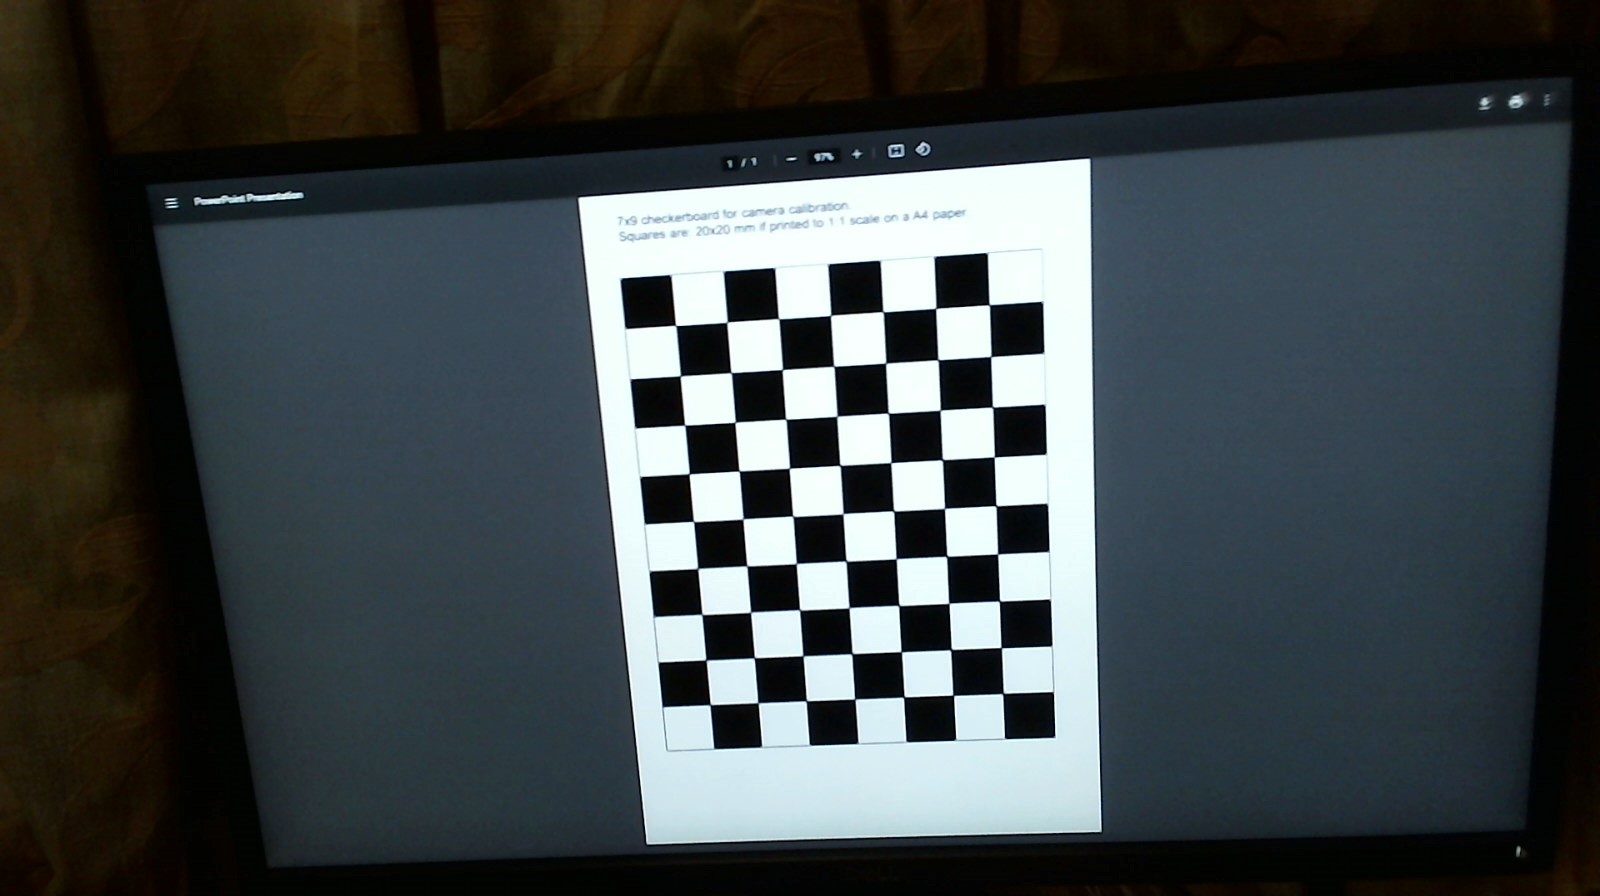 1 / 1 — 97% +
PowerPoint Presentation
7x9 checkerboard for camera calibration.
Squares are: 20x20 mm if printed to 1:1 scale on a A4 paper